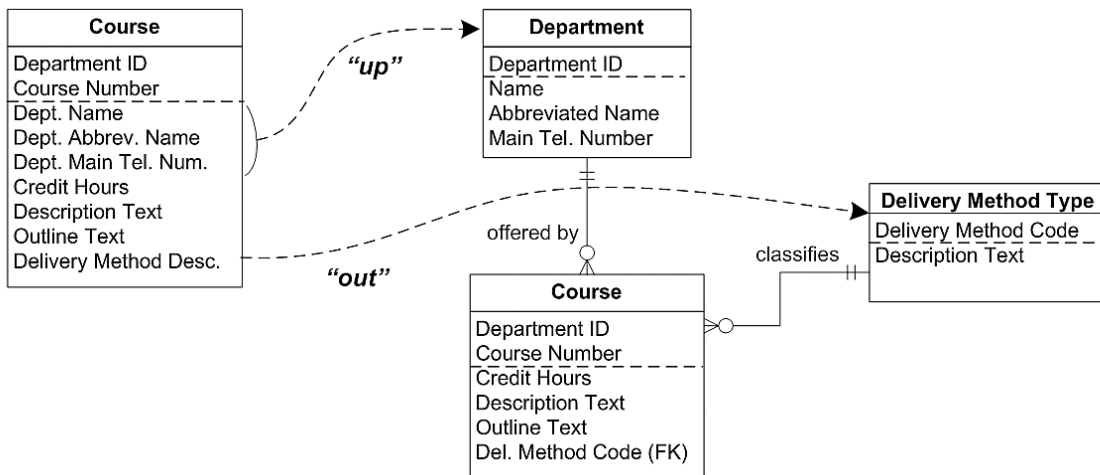 Course
Department ID
Course Number
Dept. Name
Dept. Abbrev. Name
Dept. Main Tel. Num.
Credit Hours
Description Text
Outline Text
Delivery Method Desc.
“up”
“out”
Department
Department ID
Name
Abbreviated Name
Main Tel. Number
offered by
classifies
Delivery Method Type
Delivery Method Code
Description Text
Course
Department ID
Course Number
Credit Hours
Description Text
Outline Text
Del. Method Code (FK)